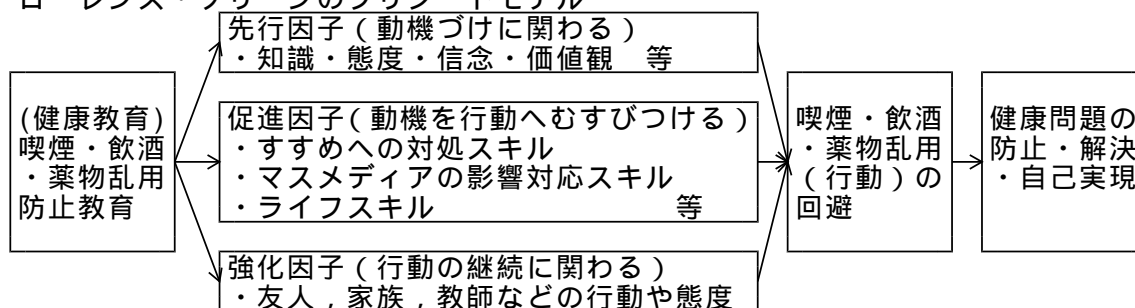 ローレンス・グリーンのプリシードモデル
先行因子(動機づけに関わる)
・知識・態度・信念・価値観 等
(健康教育)
喫煙・飲酒
・薬物乱用
防止教育
促進因子(動機を行動へむすびつける)
・すすめへの対処スキル
・マスメディアの影響対応スキル
・ライフスキル 等
強化因子(行動の継続に関わる)
・友人,家族,教師などの行動や態度
喫煙・飲酒
・薬物乱用
(行動)の
回避
健康問題の
防止・解決
・自己実現